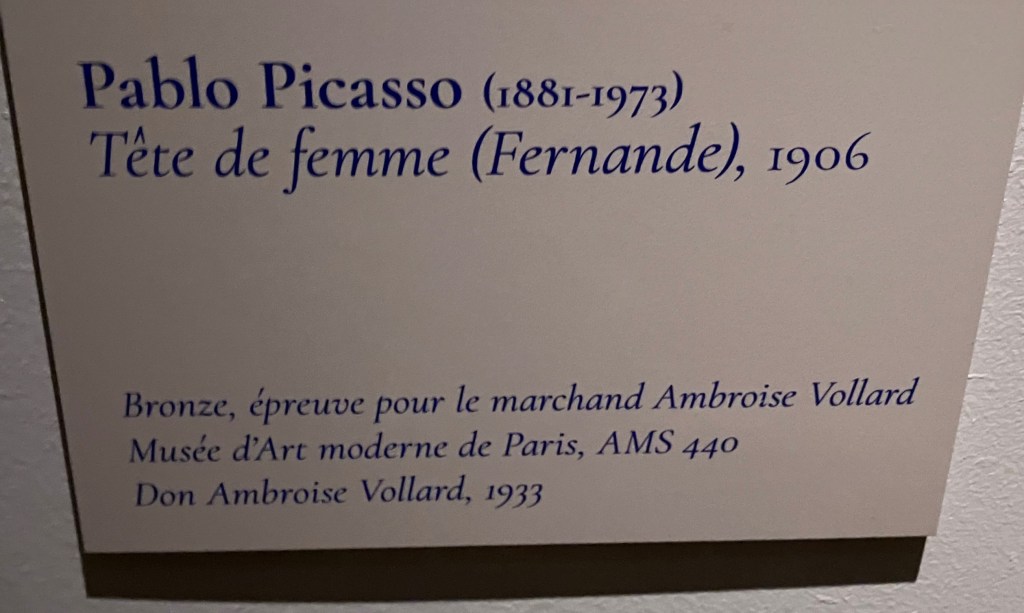 Pablo Picasso (1881-1973)
Tête de femme (Fernande), 1906
Bronze, épreuve pour le marchand Ambroise Vollard
Musée d'Art moderne de Paris, AMS 440
Don Ambroise Vollard, 1933